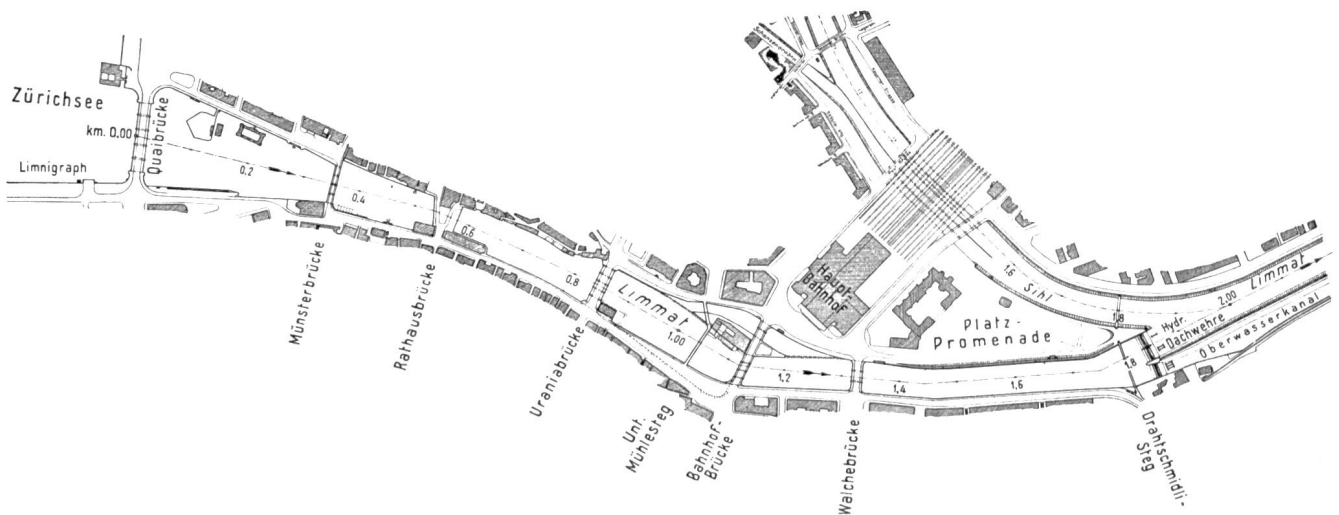 Zürichsee
km. 0.00
Limnigraph
Quaibrücke
0.2
0.4
0.6
0.8
Münsterbrücke
Rathausbrücke
Uraniabrücke
Limmat
1.00
Unt.
Mühlesteg
Bahnhof-
Brücke
1.2
Walchebrücke
1.4
1.6
1.8
Haupt-
Bahnhof
Platz-
Promenade
1.6
Sihl
1.8
Hydr.
Dachwehre
Oberwasserkanal
2.00
Limmat
Drahtschmidli-
Steg